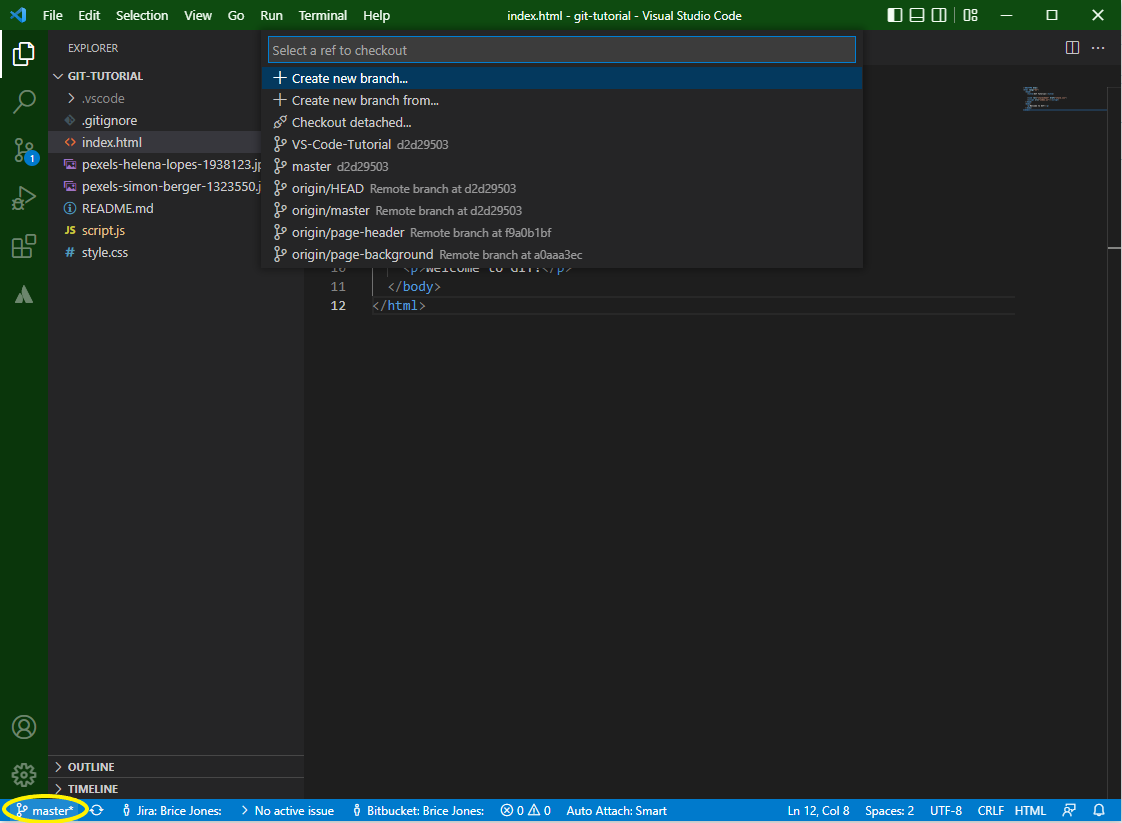 File Edit Selection View Go Run Terminal Help index.html - git-tutorial - Visual Studio Code
EXPLORER
GIT-TUTORIAL
.vscode
.gitignore
index.html
pexels-helena-lopes-1938123.jp
pexels-simon-berger-1323550.j
README.md
JS script.js
# style.css
Select a ref to checkout
Create new branch...
Create new branch from...
Checkout detached...
VS-Code-Tutorial d2d29503
master d2d29503
origin/HEAD Remote branch at d2d29503
origin/master Remote branch at d2d29503
origin/page-header Remote branch at f9a0b1bf
origin/page-background Remote branch at a0aaa3ec
10 <p>Welcome to Git!</p>
11 </body>
12 </html>
OUTLINE
TIMELINE
1
master* Jira: Brice Jones: No active issue Bitbucket: Brice Jones: 0 0 Auto Attach: Smart Ln 12, Col 8 Spaces: 2 UTF-8 CRLF HTML